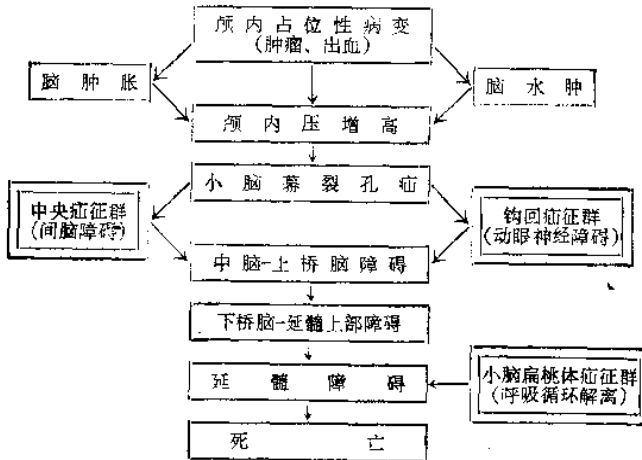 颅内占位性病变
(肿瘤、出血)
脑肿胀
脑水肿
颅内压增高
小脑幕裂孔疝
中央疝征群
(间脑障碍)
钩回疝征群
(动眼神经障碍)
中脑-上桥脑障碍
下桥脑-延髓上部障碍
延髓障碍
小脑扁桃体疝征群
(呼吸循环解离)
死亡